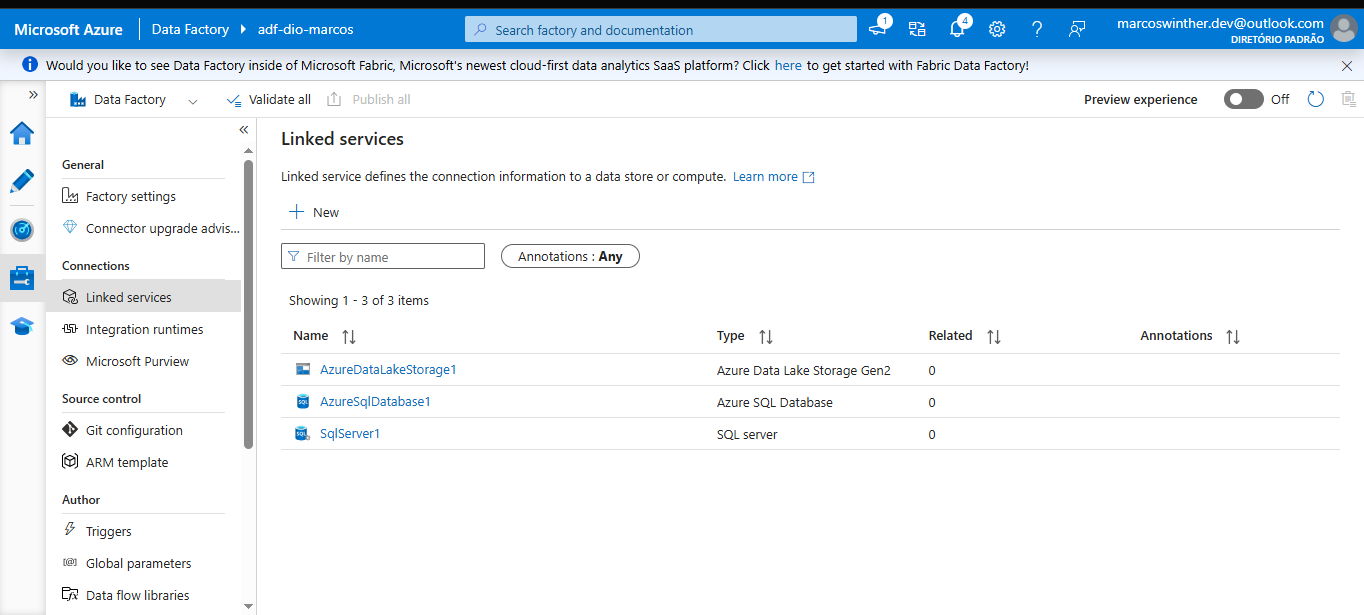 Microsoft Azure Data Factory adf-dio-marcos Search factory and documentation 1 4 marcoswinther.dev@outlook.com
DIRETÓRIO PADRÃO
Would you like to see Data Factory inside of Microsoft Fabric, Microsoft's newest cloud-first data analytics SaaS platform? Click here to get started with Fabric Data Factory!
Data Factory Validate all Publish all Preview experience Off
General
Factory settings
Connector upgrade advis...
Connections
Linked services
Integration runtimes
Microsoft Purview
Source control
Git configuration
ARM template
Author
Triggers
Global parameters
Data flow libraries
Linked services
Linked service defines the connection information to a data store or compute. Learn more
New
Filter by name Annotations : Any
Showing 1 - 3 of 3 items
Name Type Related Annotations
AzureDataLakeStorage1 Azure Data Lake Storage Gen2 0
SQL AzureSqlDatabase1 Azure SQL Database 0
SQL SqlServer1 SQL server 0